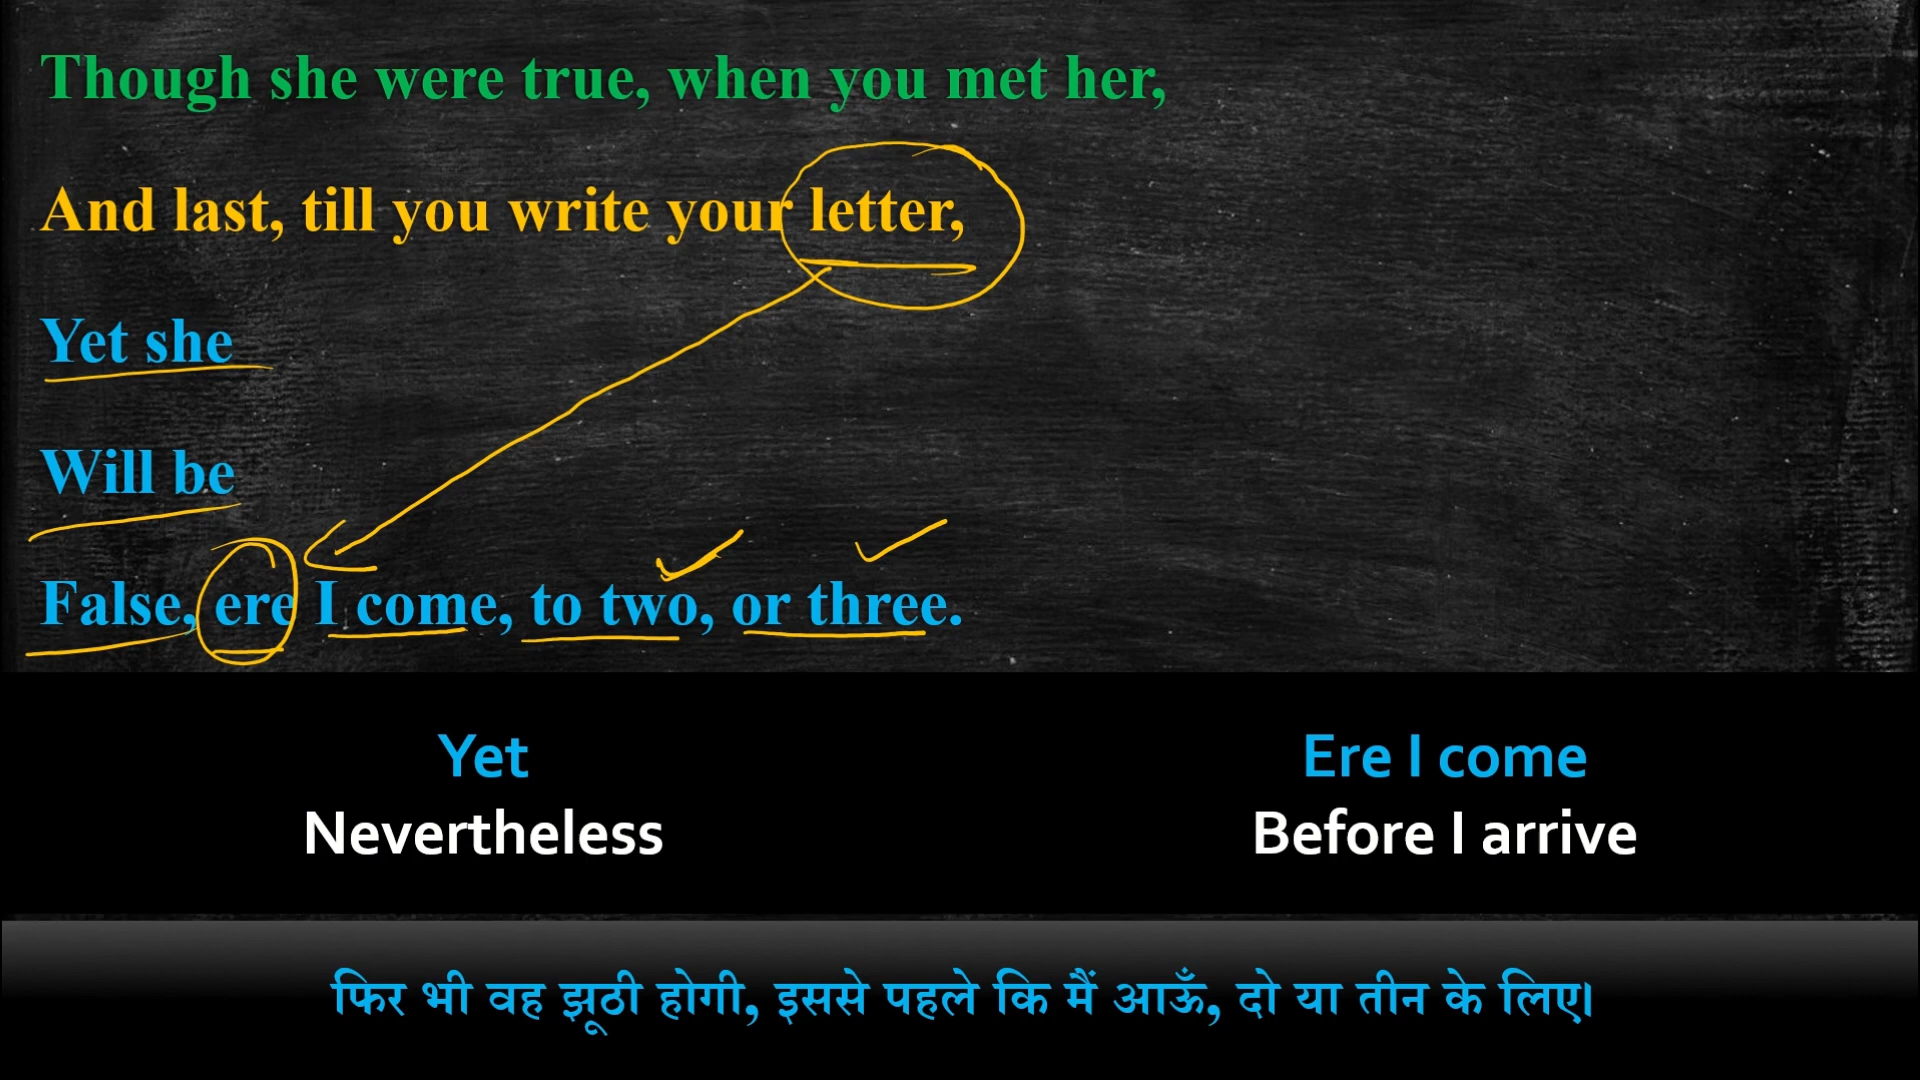 Though she were true, when you met her,
And last, till you write your letter,
Yet she
Will be
False, ere I come, to two, or three.
Yet
Nevertheless
Ere I come
Before I arrive
फिर भी वह झूठी होगी, इससे पहले कि मैं आऊँ, दो या तीन के लिए।